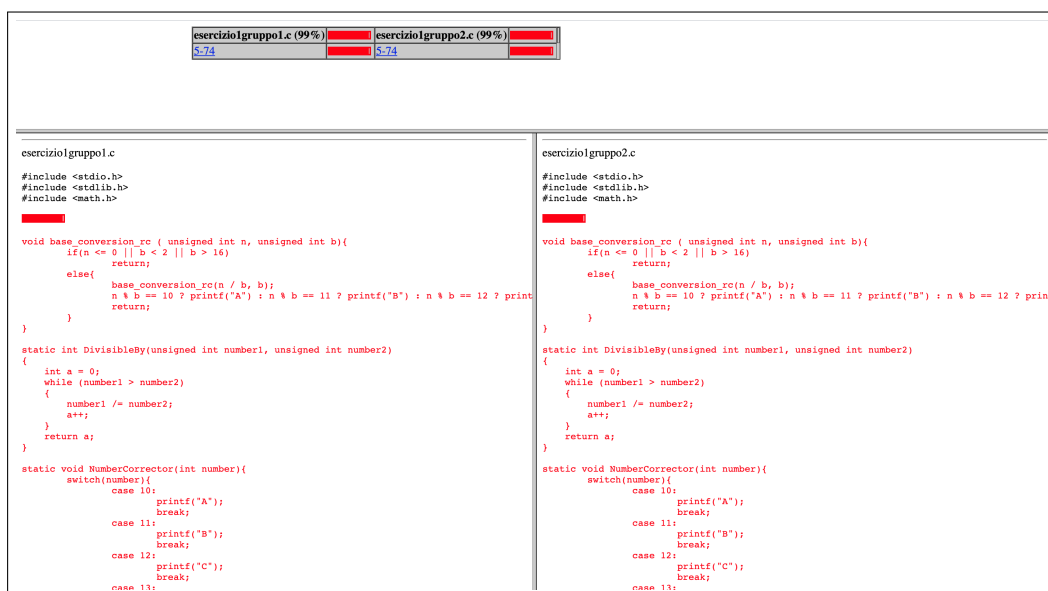 esercizio1gruppo1.c (99%) esercizio1gruppo2.c (99%)
5-74 5-74
esercizio1gruppo1.c
#include <stdio.h>
#include <stdlib.h>
#include <math.h>
void base_conversion_rc ( unsigned int n, unsigned int b){
if(n <= 0 || b < 2 || b > 16)
return;
else{
base_conversion_rc(n / b, b);
n % b == 10 ? printf("A") : n % b == 11 ? printf("B") : n % b == 12 ? print
return;
}
}
static int DivisibleBy(unsigned int number1, unsigned int number2)
{
int a = 0;
while (number1 > number2)
{
number1 /= number2;
a++;
}
return a;
}
static void NumberCorrector(int number){
switch(number){
case 10:
printf("A");
break;
case 11:
printf("B");
break;
case 12:
printf("C");
break;
case 13:
esercizio1gruppo2.c
#include <stdio.h>
#include <stdlib.h>
#include <math.h>
void base_conversion_rc ( unsigned int n, unsigned int b){
if(n <= 0 || b < 2 || b > 16)
return;
else{
base_conversion_rc(n / b, b);
n % b == 10 ? printf("A") : n % b == 11 ? printf("B") : n % b == 12 ? prin
return;
}
}
static int DivisibleBy(unsigned int number1, unsigned int number2)
{
int a = 0;
while (number1 > number2)
{
number1 /= number2;
a++;
}
return a;
}
static void NumberCorrector(int number){
switch(number){
case 10:
printf("A");
break;
case 11:
printf("B");
break;
case 12:
printf("C");
break;
case 13: